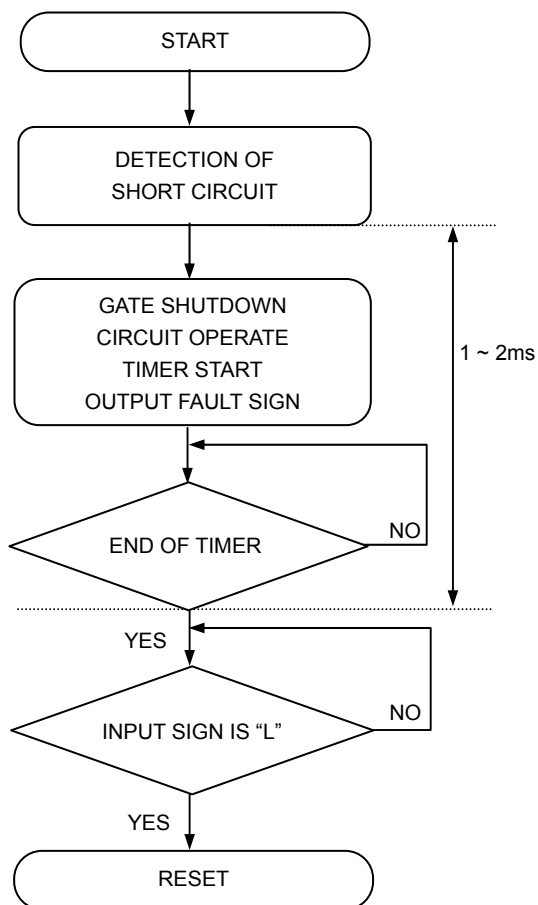 START
DETECTION OF
SHORT CIRCUIT
GATE SHUTDOWN
CIRCUIT OPERATE
TIMER START
OUTPUT FAULT SIGN
1 ~ 2ms
END OF TIMER
NO
YES
INPUT SIGN IS “L”
NO
YES
RESET